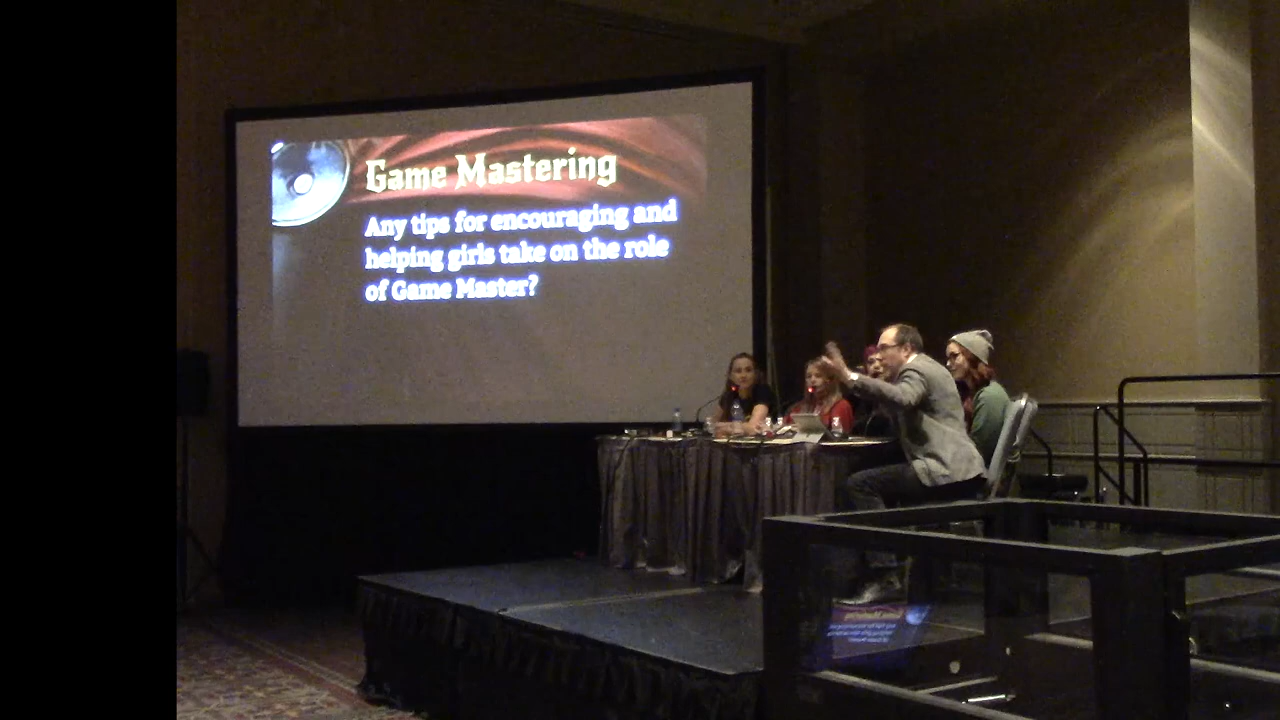 Game Mastering
Any tips for encouraging and
helping girls take on the role
of Game Master?